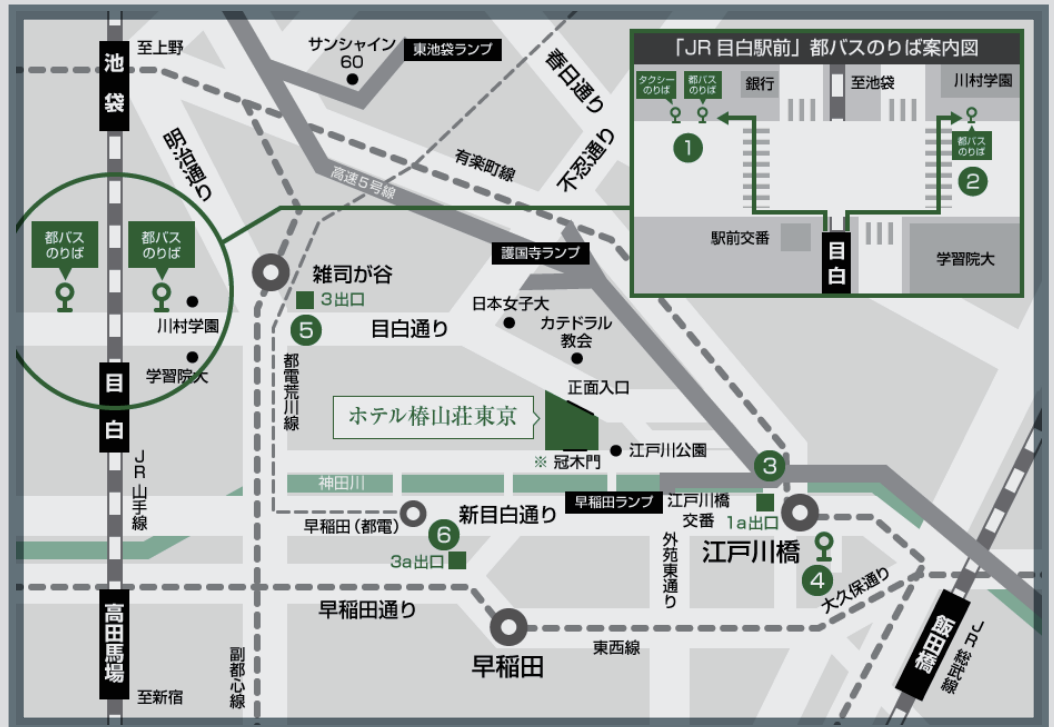 池袋
至上野
サンシャイン
60
東池袋ランプ
春日通り
不忍通り
明治通り
有楽町線
高速5号線
「JR目白駅前」都バスのりば案内図
タクシー
のりば
都バス
のりば
銀行
至池袋
川村学園
1
都バス
のりば
2
駅前交番
目白
学習院大
都バス
のりば
都バス
のりば
川村学園
学習院大
雑司が谷
3出口
5
目白通り
都電荒川線
護国寺ランプ
日本女子大
カテドラル
教会
正面入口
ホテル椿山荘東京
江戸川公園
※ 冠木門
目白
JR山手線
神田川
早稲田ランプ
3
江戸川橋
交番
1a出口
早稲田(都電)
新目白通り
6
3a出口
江戸川橋
外苑東通り
4
大久保通り
早稲田通り
早稲田
東西線
高田馬場
至新宿
副都心線
飯田橋
JR総武線